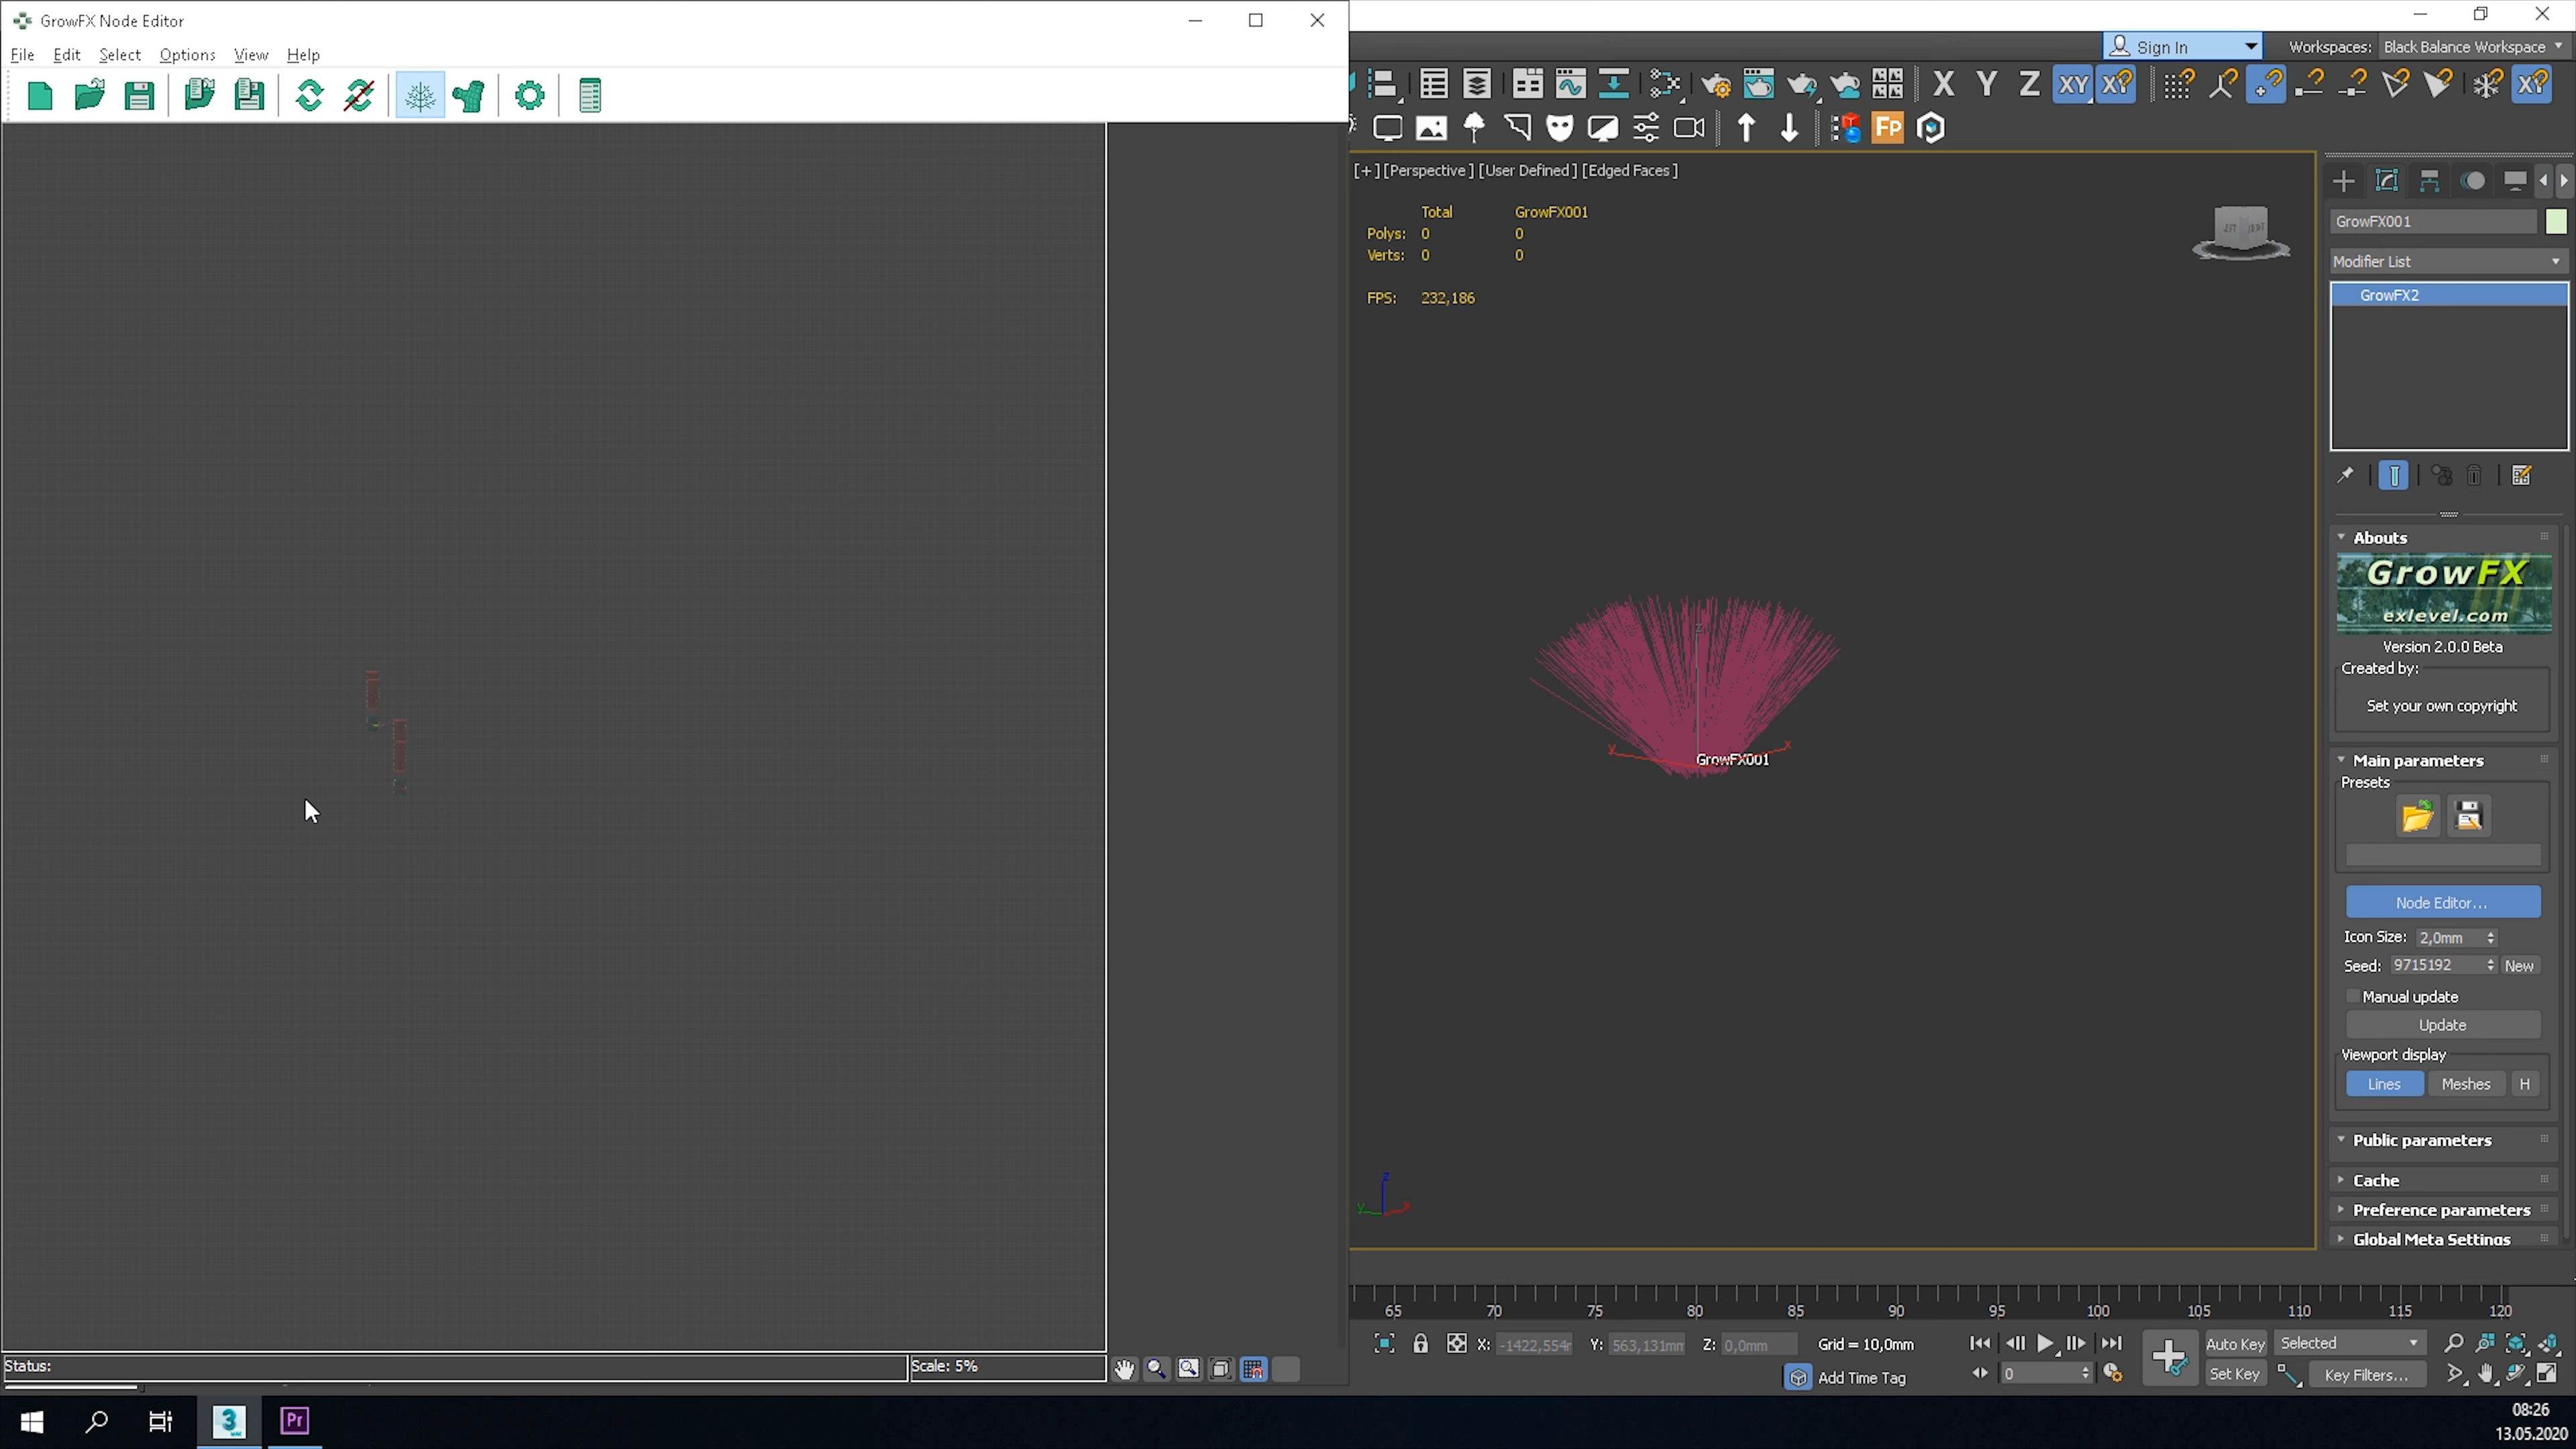 GrowFX Node Editor
File Edit Select Options View Help
Sign In
Workspaces: Black Balance Workspace
X Y Z XY XY
XY
Fp
[+] [Perspective ] [User Defined ] [Edged Faces ]
Total GrowFX001
Polys: 0 0
Verts: 0 0
FPS: 232,186
GrowFX001
Modifier List
GrowFX2
Abouts
GrowFX
exlevel.com
Version 2.0.0 Beta
Created by:
Set your own copyright
Main parameters
Presets
z
y x
GrowFX001
Node Editor...
Icon Size: 2,0mm
Seed: 9715192 New
Manual update
Update
Viewport display
Lines Meshes H
Public parameters
Cache
Preference parameters
Global Meta Settings
z
y x
65 70 75 80 85 90 95 100 105 110 115 120
Status:
Scale: 5%
X: -1422,554m Y: 563,131mm Z: 0,0mm Grid = 10,0mm
Add Time Tag
0
Auto Key Selected
Set Key Key Filters...
3
Pr
08:26
13.05.2020